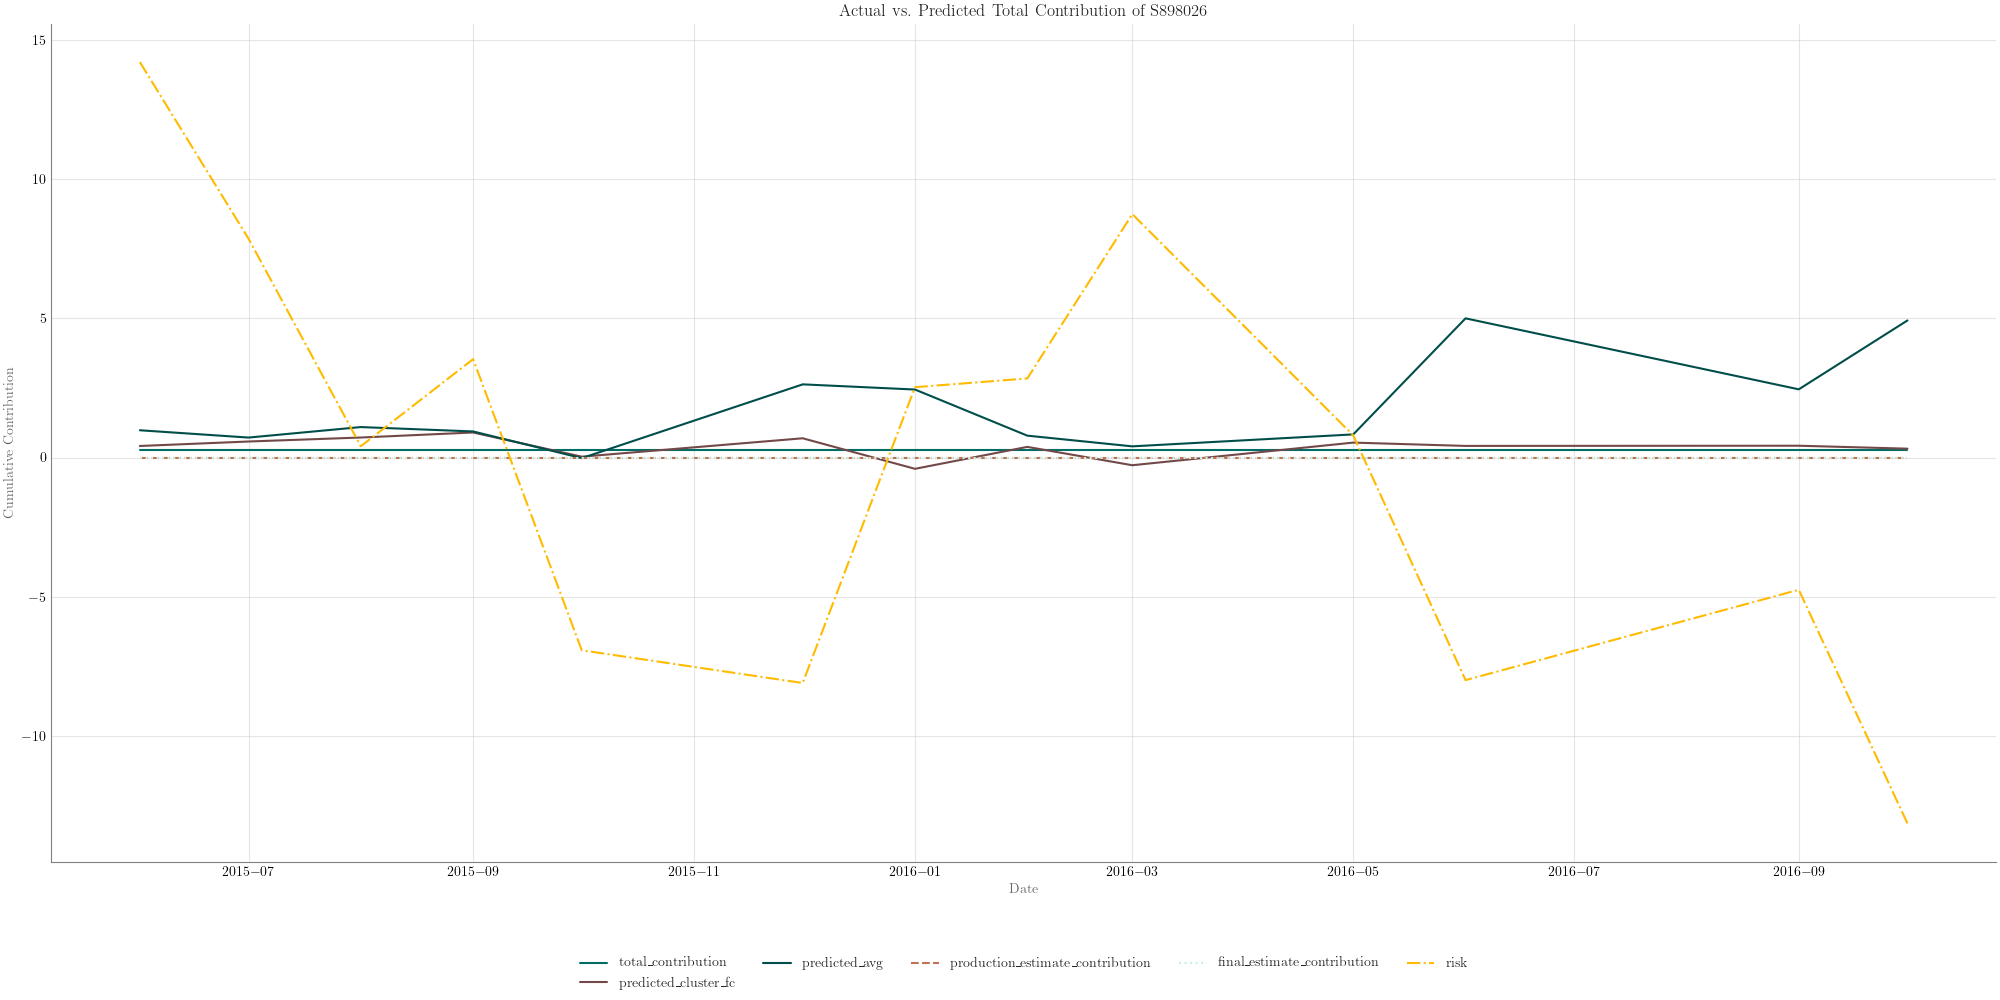 Actual vs. Predicted Total Contribution of S898026
15
10
5
0
−5
−10
Cumulative Contribution
2015−07 2015−09 2015−11 2016−01 2016−03 2016−05 2016−07 2016−09
Date
total_contribution predicted_avg production_estimate_contribution final_estimate_contribution risk
predicted_cluster_fc